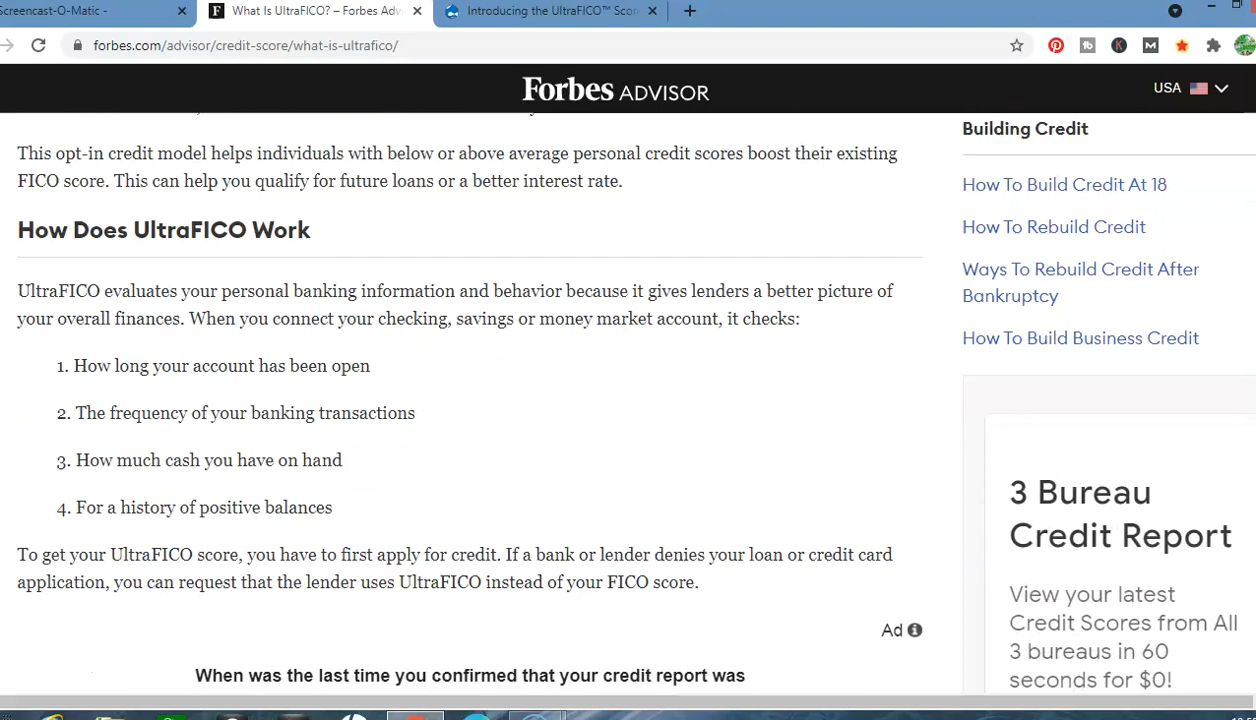 Screencast-O-Matic -
What Is UltraFICO? – Forbes Adv
Introducing the UltraFICO™ Scor
forbes.com/advisor/credit-score/what-is-ultrafico/
Forbes ADVISOR
USA
This opt-in credit model helps individuals with below or above average personal credit scores boost their existing
FICO score. This can help you qualify for future loans or a better interest rate.
How Does UltraFICO Work
UltraFICO evaluates your personal banking information and behavior because it gives lenders a better picture of
your overall finances. When you connect your checking, savings or money market account, it checks:
1. How long your account has been open
2. The frequency of your banking transactions
3. How much cash you have on hand
4. For a history of positive balances
To get your UltraFICO score, you have to first apply for credit. If a bank or lender denies your loan or credit card
application, you can request that the lender uses UltraFICO instead of your FICO score.
Ad
When was the last time you confirmed that your credit report was
Building Credit
How To Build Credit At 18
How To Rebuild Credit
Ways To Rebuild Credit After
Bankruptcy
How To Build Business Credit
3 Bureau
Credit Report
View your latest
Credit Scores from All
3 bureaus in 60
seconds for $0!